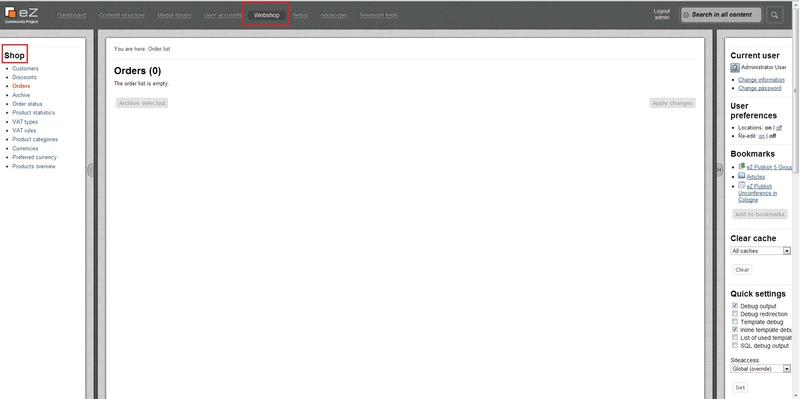 eZ
Community Project
Dashboard
Content structure
Media library
User accounts
Webshop
Setup
odoscope
Selenium tests
Logout
admin
Search in all content
Shop
Customers
Discounts
Orders
Archive
Order status
Product statistics
VAT types
VAT rules
Product categories
Currencies
Preferred currency
Products overview
You are here: Order list
Orders (0)
The order list is empty.
Archive selected
Apply changes
Current user
Administrator User
Change information
Change password
User
preferences
Locations: on | off
Re-edit: on | off
Bookmarks
eZ Publish 5 Group
Articles
eZ Publish
Unconference in
Cologne
Add to bookmarks
Clear cache
All caches
Clear
Quick settings
Debug output
Debug redirection
Template debug
Inline template debu
List of used templat
SQL debug output
Siteaccess:
Global (override)
Set